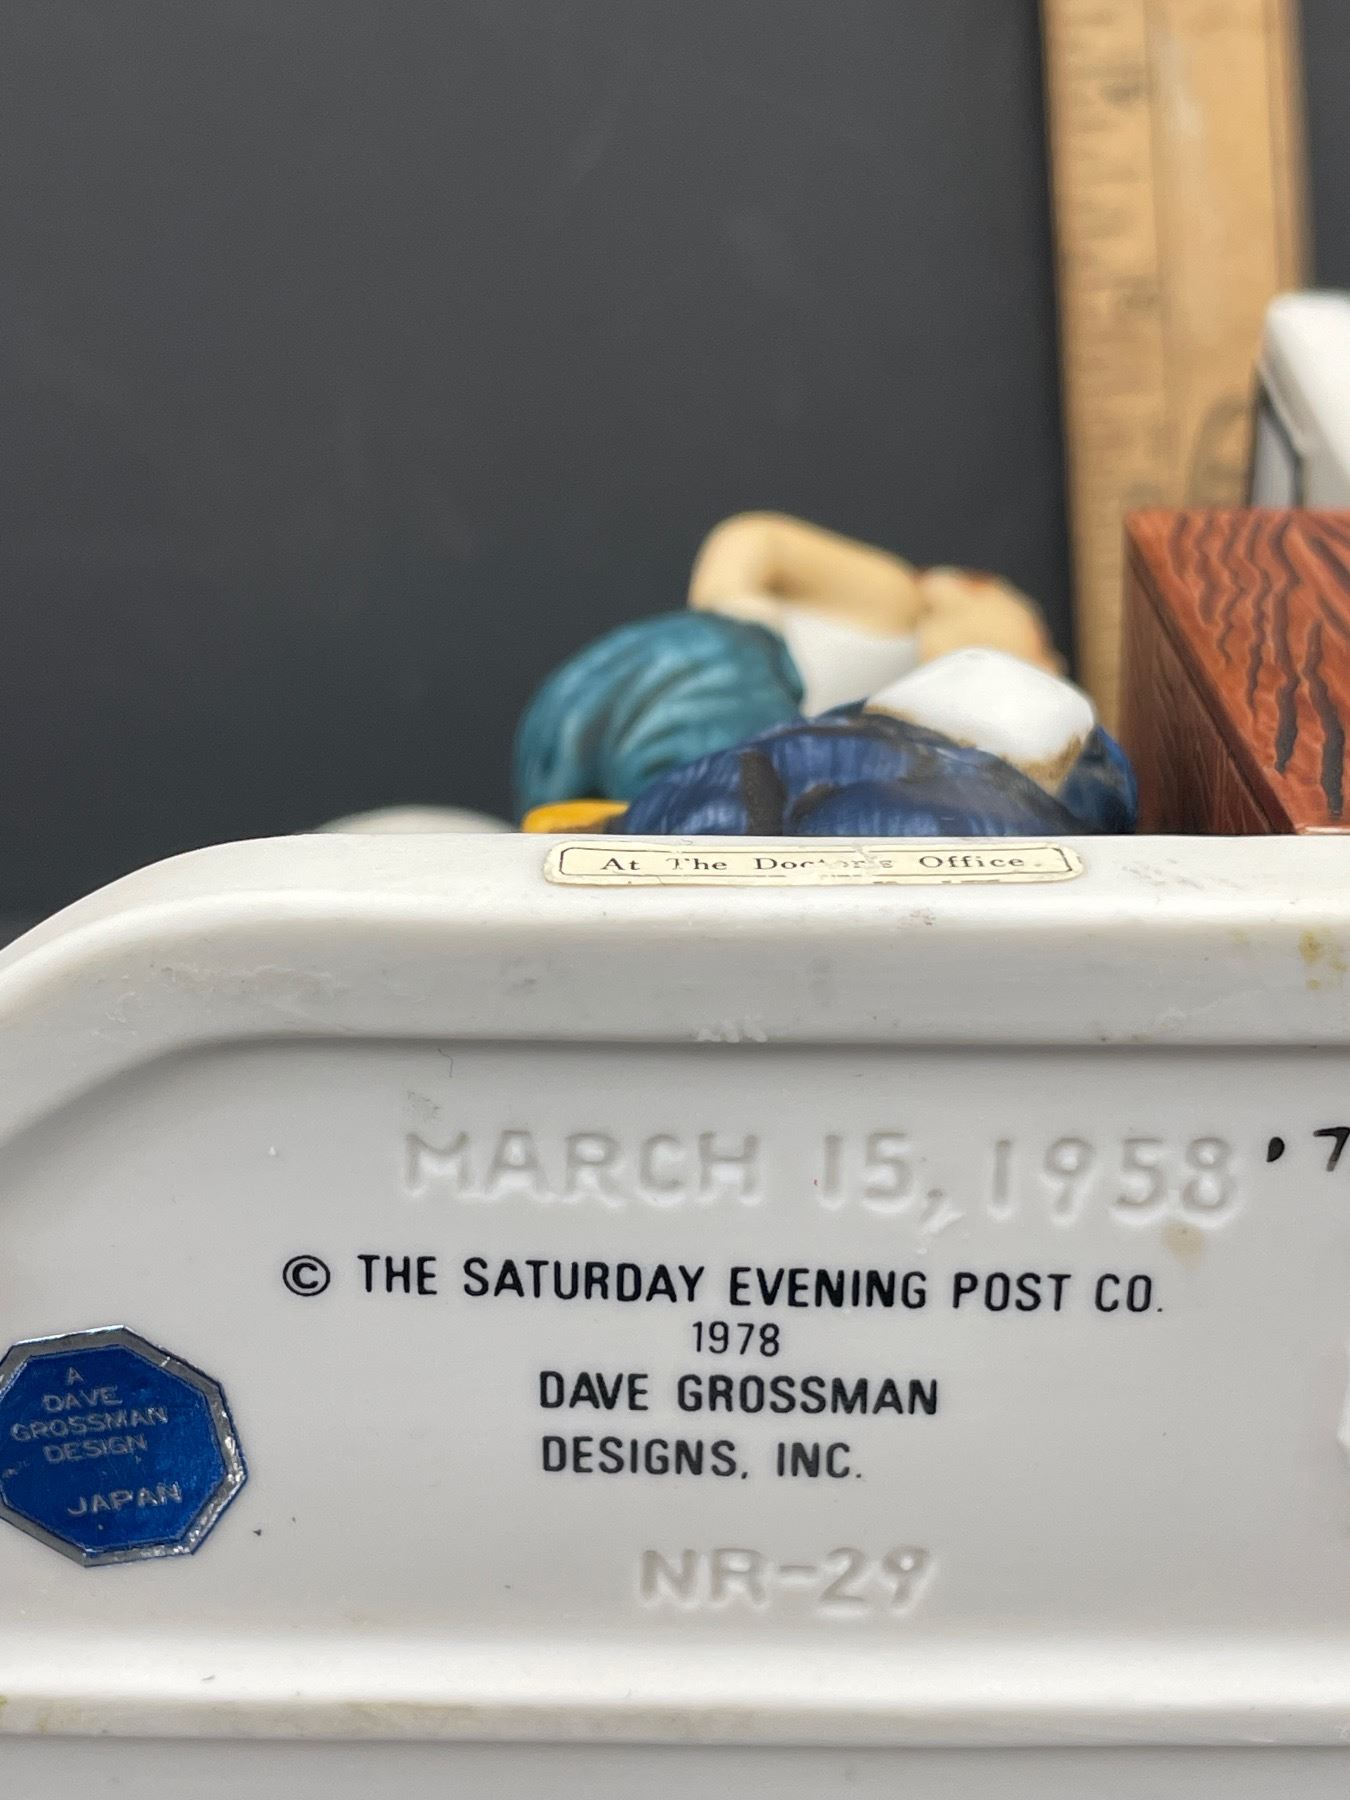 At The Doctor's Office
MARCH 15, 1958 '7
© THE SATURDAY EVENING POST CO.
1978
DAVE GROSSMAN
DESIGNS, INC.
NR-29
A
DAVE
GROSSMAN
DESIGN
JAPAN